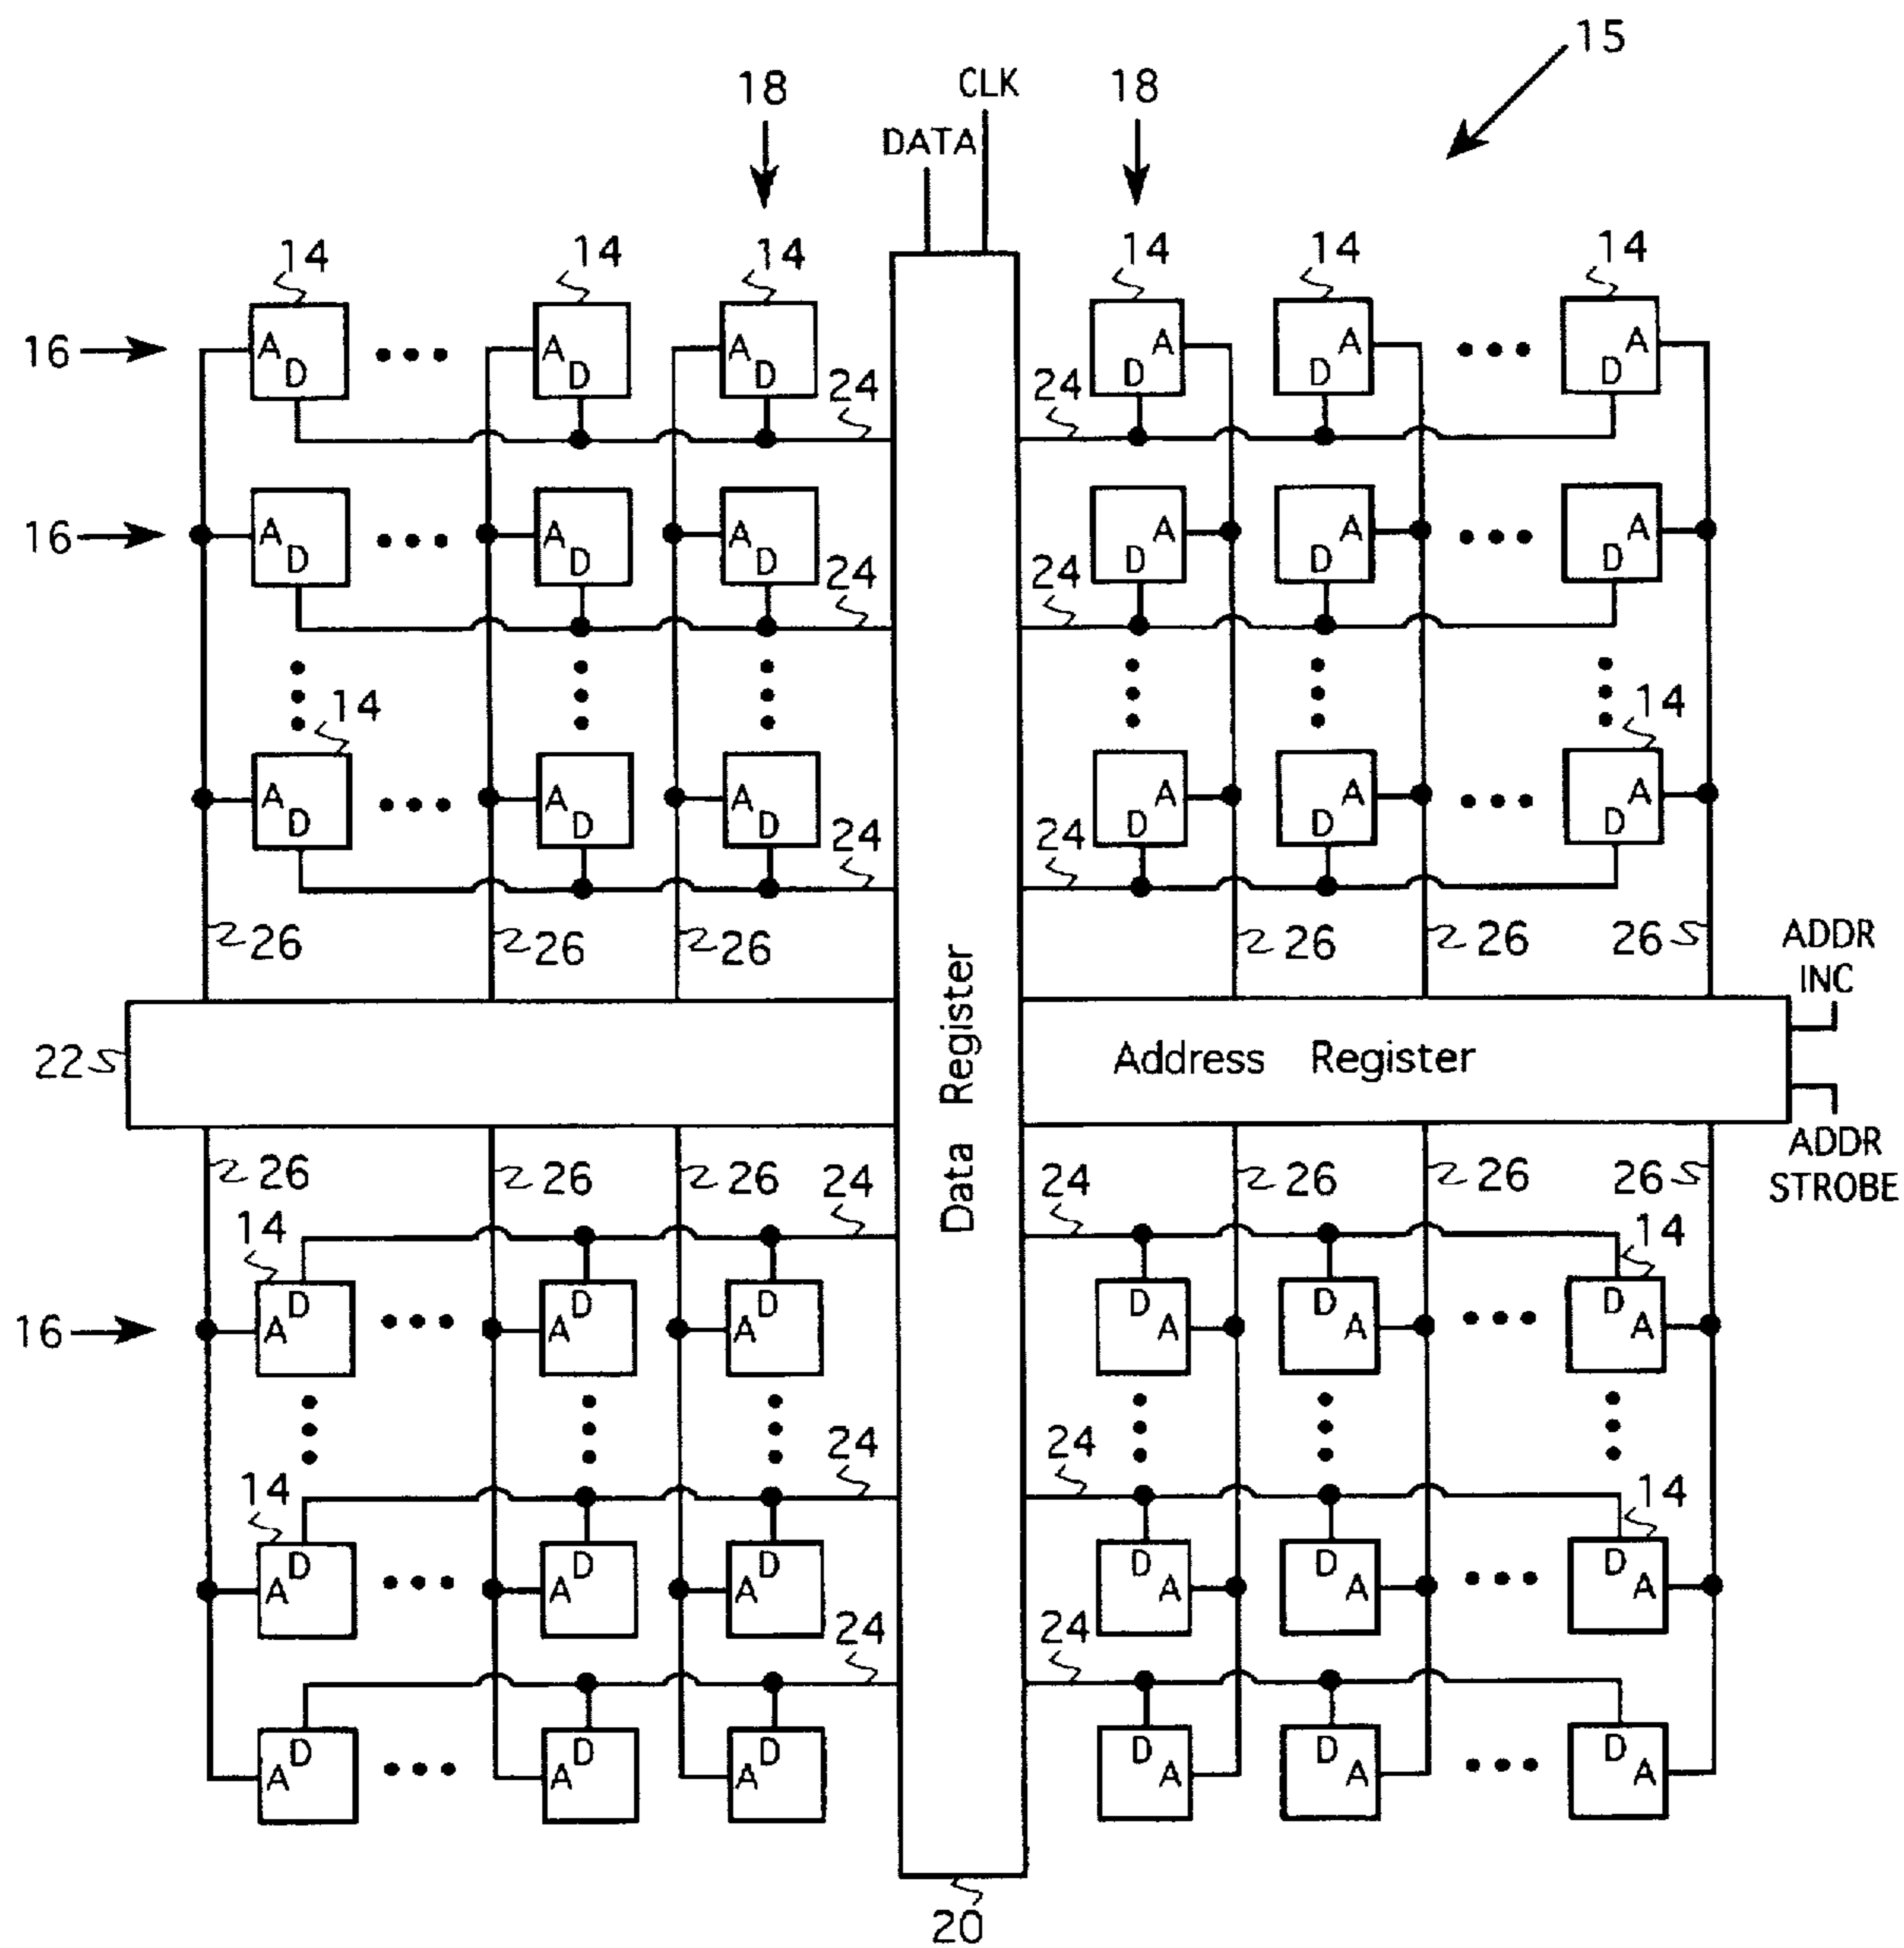 15
18 CLK 18
DATA
14 14 14 14 14 14
16 A A A A A A
D D D D D D
24 24
16 A A A A A A
D D D D D D
24 24
14 14
A A A A A A
D D D D D D
24 24
26 26 26 26 26 26 ADDR
INC
22 Data Register Address Register
ADDR
STROBE
26 26 26 26 26 26
24 24
14 14
D D D D D D
16 A A A A A A
24 24
14 14
D D D D D D
A A A A A A
24 24
D D D D D D
A A A A A A
20